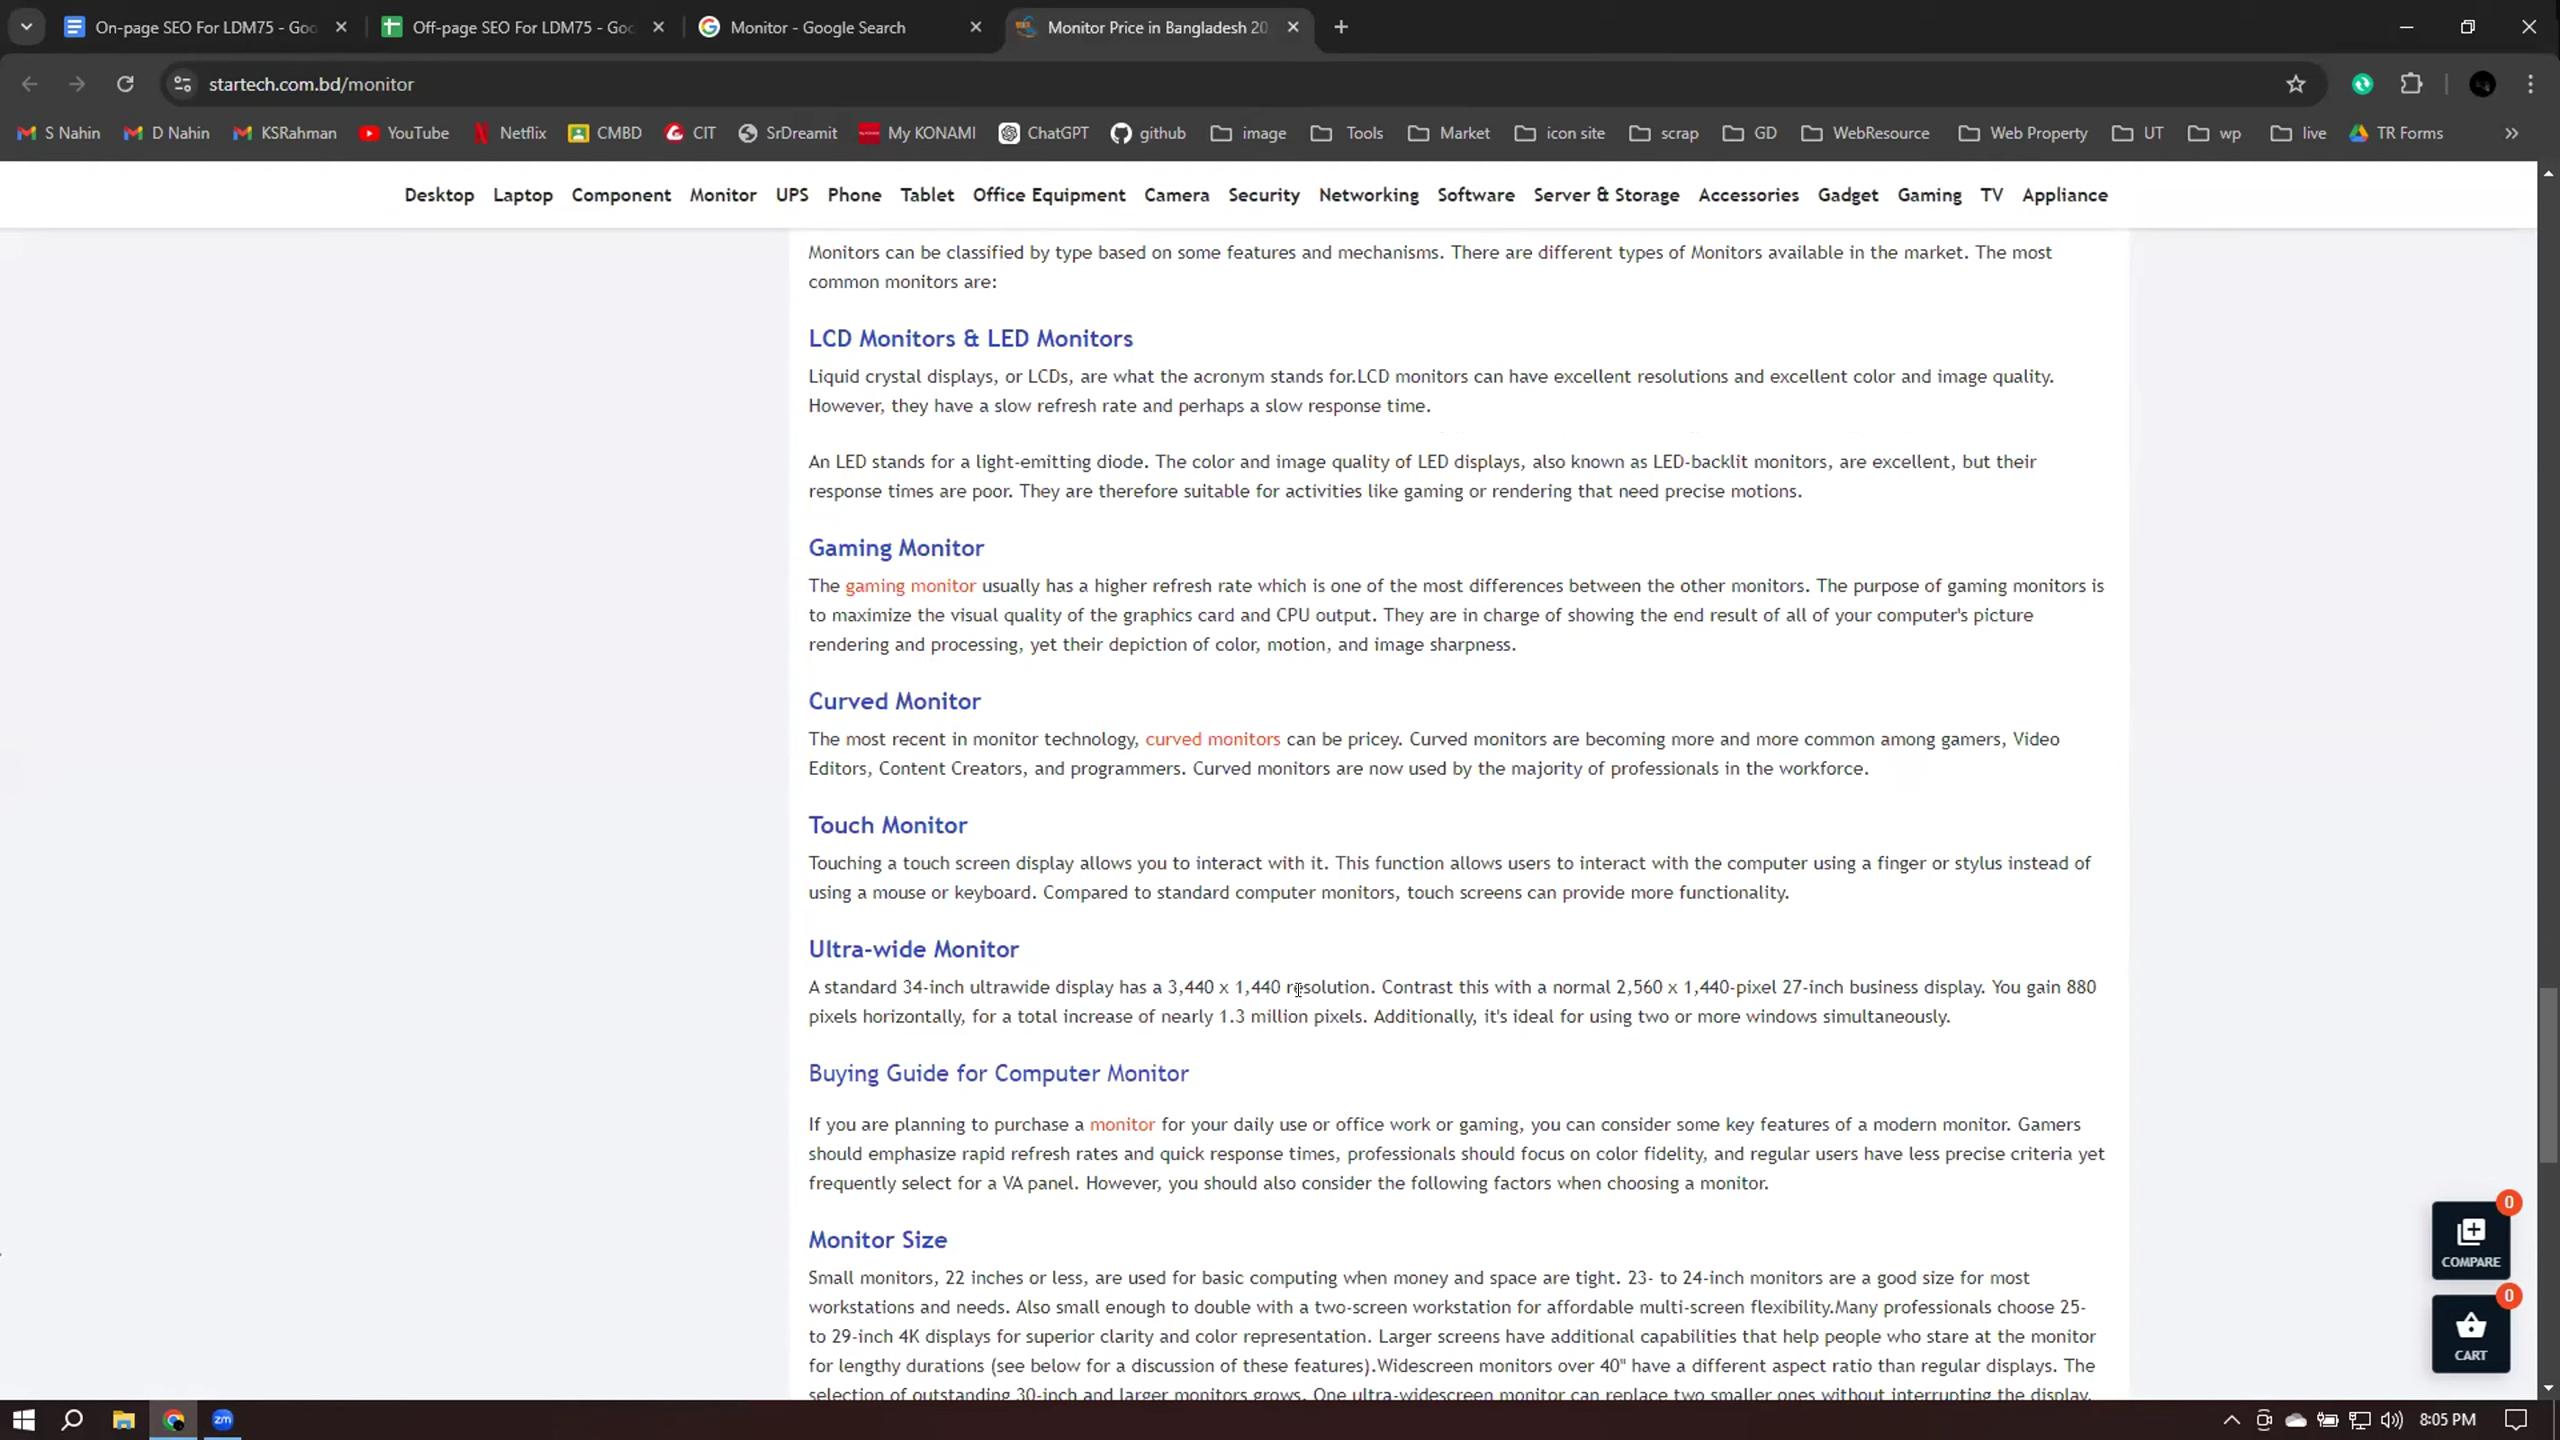 On-page SEO For LDM75 - Goo
Off-page SEO For LDM75 - Goo
Monitor - Google Search
Monitor Price in Bangladesh 20
startech.com.bd/monitor
S Nahin D Nahin KSRahman YouTube Netflix CMBD CIT SrDreamit My KONAMI ChatGPT github image Tools Market icon site scrap GD WebResource Web Property UT wp live TR Forms
Desktop Laptop Component Monitor UPS Phone Tablet Office Equipment Camera Security Networking Software Server & Storage Accessories Gadget Gaming TV Appliance
Monitors can be classified by type based on some features and mechanisms. There are different types of Monitors available in the market. The most
common monitors are:
LCD Monitors & LED Monitors
Liquid crystal displays, or LCDs, are what the acronym stands for.LCD monitors can have excellent resolutions and excellent color and image quality.
However, they have a slow refresh rate and perhaps a slow response time.
An LED stands for a light-emitting diode. The color and image quality of LED displays, also known as LED-backlit monitors, are excellent, but their
response times are poor. They are therefore suitable for activities like gaming or rendering that need precise motions.
Gaming Monitor
The gaming monitor usually has a higher refresh rate which is one of the most differences between the other monitors. The purpose of gaming monitors is
to maximize the visual quality of the graphics card and CPU output. They are in charge of showing the end result of all of your computer's picture
rendering and processing, yet their depiction of color, motion, and image sharpness.
Curved Monitor
The most recent in monitor technology, curved monitors can be pricey. Curved monitors are becoming more and more common among gamers, Video
Editors, Content Creators, and programmers. Curved monitors are now used by the majority of professionals in the workforce.
Touch Monitor
Touching a touch screen display allows you to interact with it. This function allows users to interact with the computer using a finger or stylus instead of
using a mouse or keyboard. Compared to standard computer monitors, touch screens can provide more functionality.
Ultra-wide Monitor
A standard 34-inch ultrawide display has a 3,440 x 1,440 resolution. Contrast this with a normal 2,560 x 1,440-pixel 27-inch business display. You gain 880
pixels horizontally, for a total increase of nearly 1.3 million pixels. Additionally, it's ideal for using two or more windows simultaneously.
Buying Guide for Computer Monitor
If you are planning to purchase a monitor for your daily use or office work or gaming, you can consider some key features of a modern monitor. Gamers
should emphasize rapid refresh rates and quick response times, professionals should focus on color fidelity, and regular users have less precise criteria yet
frequently select for a VA panel. However, you should also consider the following factors when choosing a monitor.
Monitor Size
Small monitors, 22 inches or less, are used for basic computing when money and space are tight. 23- to 24-inch monitors are a good size for most
workstations and needs. Also small enough to double with a two-screen workstation for affordable multi-screen flexibility.Many professionals choose 25-
to 29-inch 4K displays for superior clarity and color representation. Larger screens have additional capabilities that help people who stare at the monitor
for lengthy durations (see below for a discussion of these features).Widescreen monitors over 40" have a different aspect ratio than regular displays. The
selection of outstanding 30-inch and larger monitors grows. One ultra-widescreen monitor can replace two smaller ones without interrupting the display.
0
COMPARE
0
CART
zm
8:05 PM